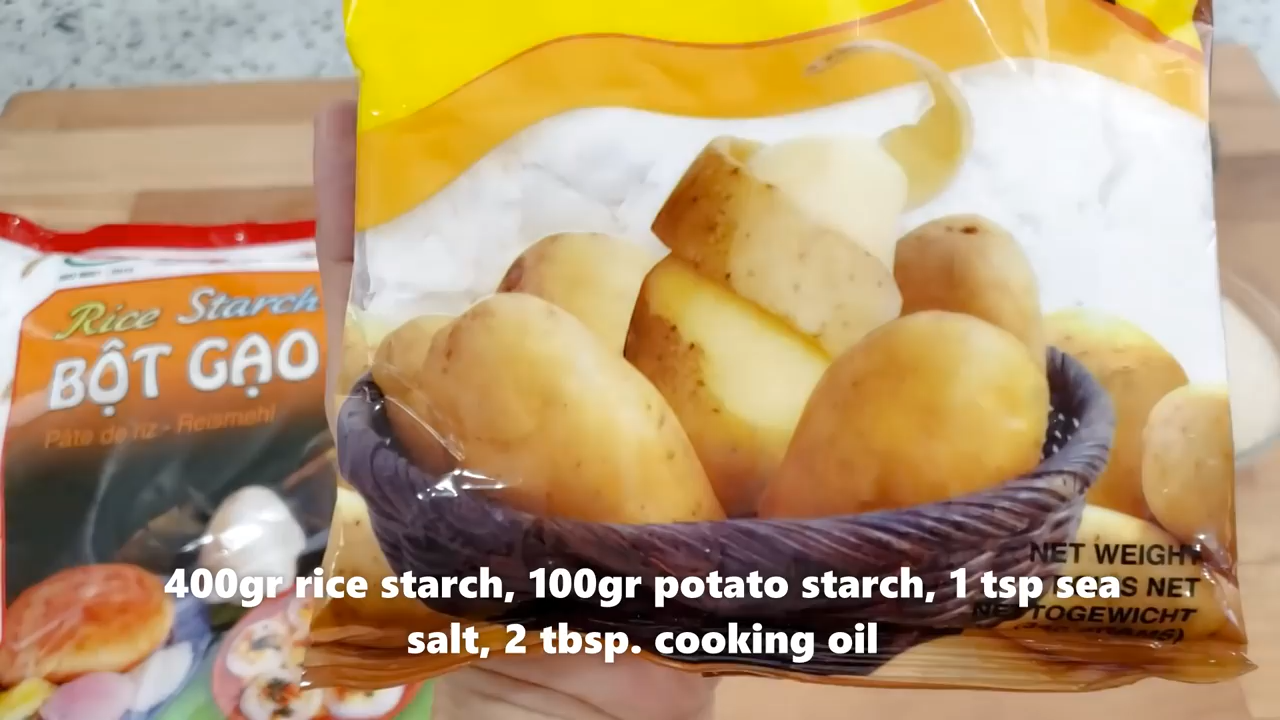 Rice Starch
BỘT GẠO
Pâte de riz - Reismehl
NET WEIGHT
NET
400gr rice starch, 100gr potato starch, 1 tsp sea
salt, 2 tbsp. cooking oil